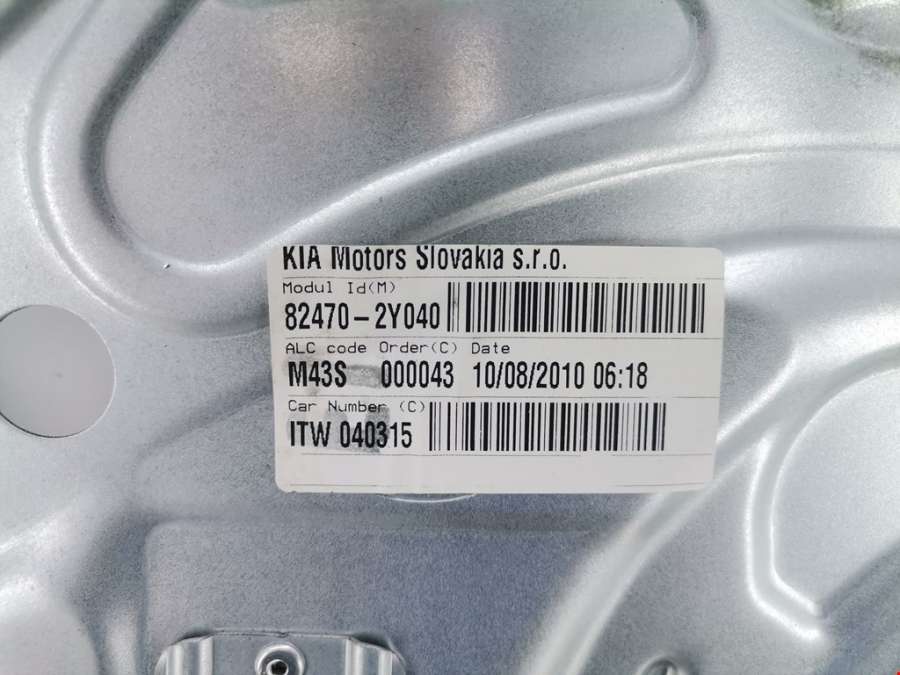 KIA Motors Slovakia s.r.o.
Modul Id(M)
82470-2Y040
ALC code Order(C) Date
M43S 000043 10/08/2010 06:18
Car Number (C)
ITW 040315